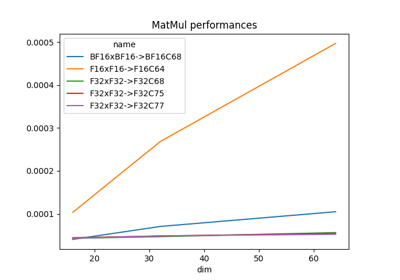 MatMul performances
0.0005
0.0004
0.0003
0.0002
0.0001
name
BF16xBF16->BF16C68
F16xF16->F16C64
F32xF32->F32C68
F32xF32->F32C75
F32xF32->F32C77
20 30 40 50 60
dim